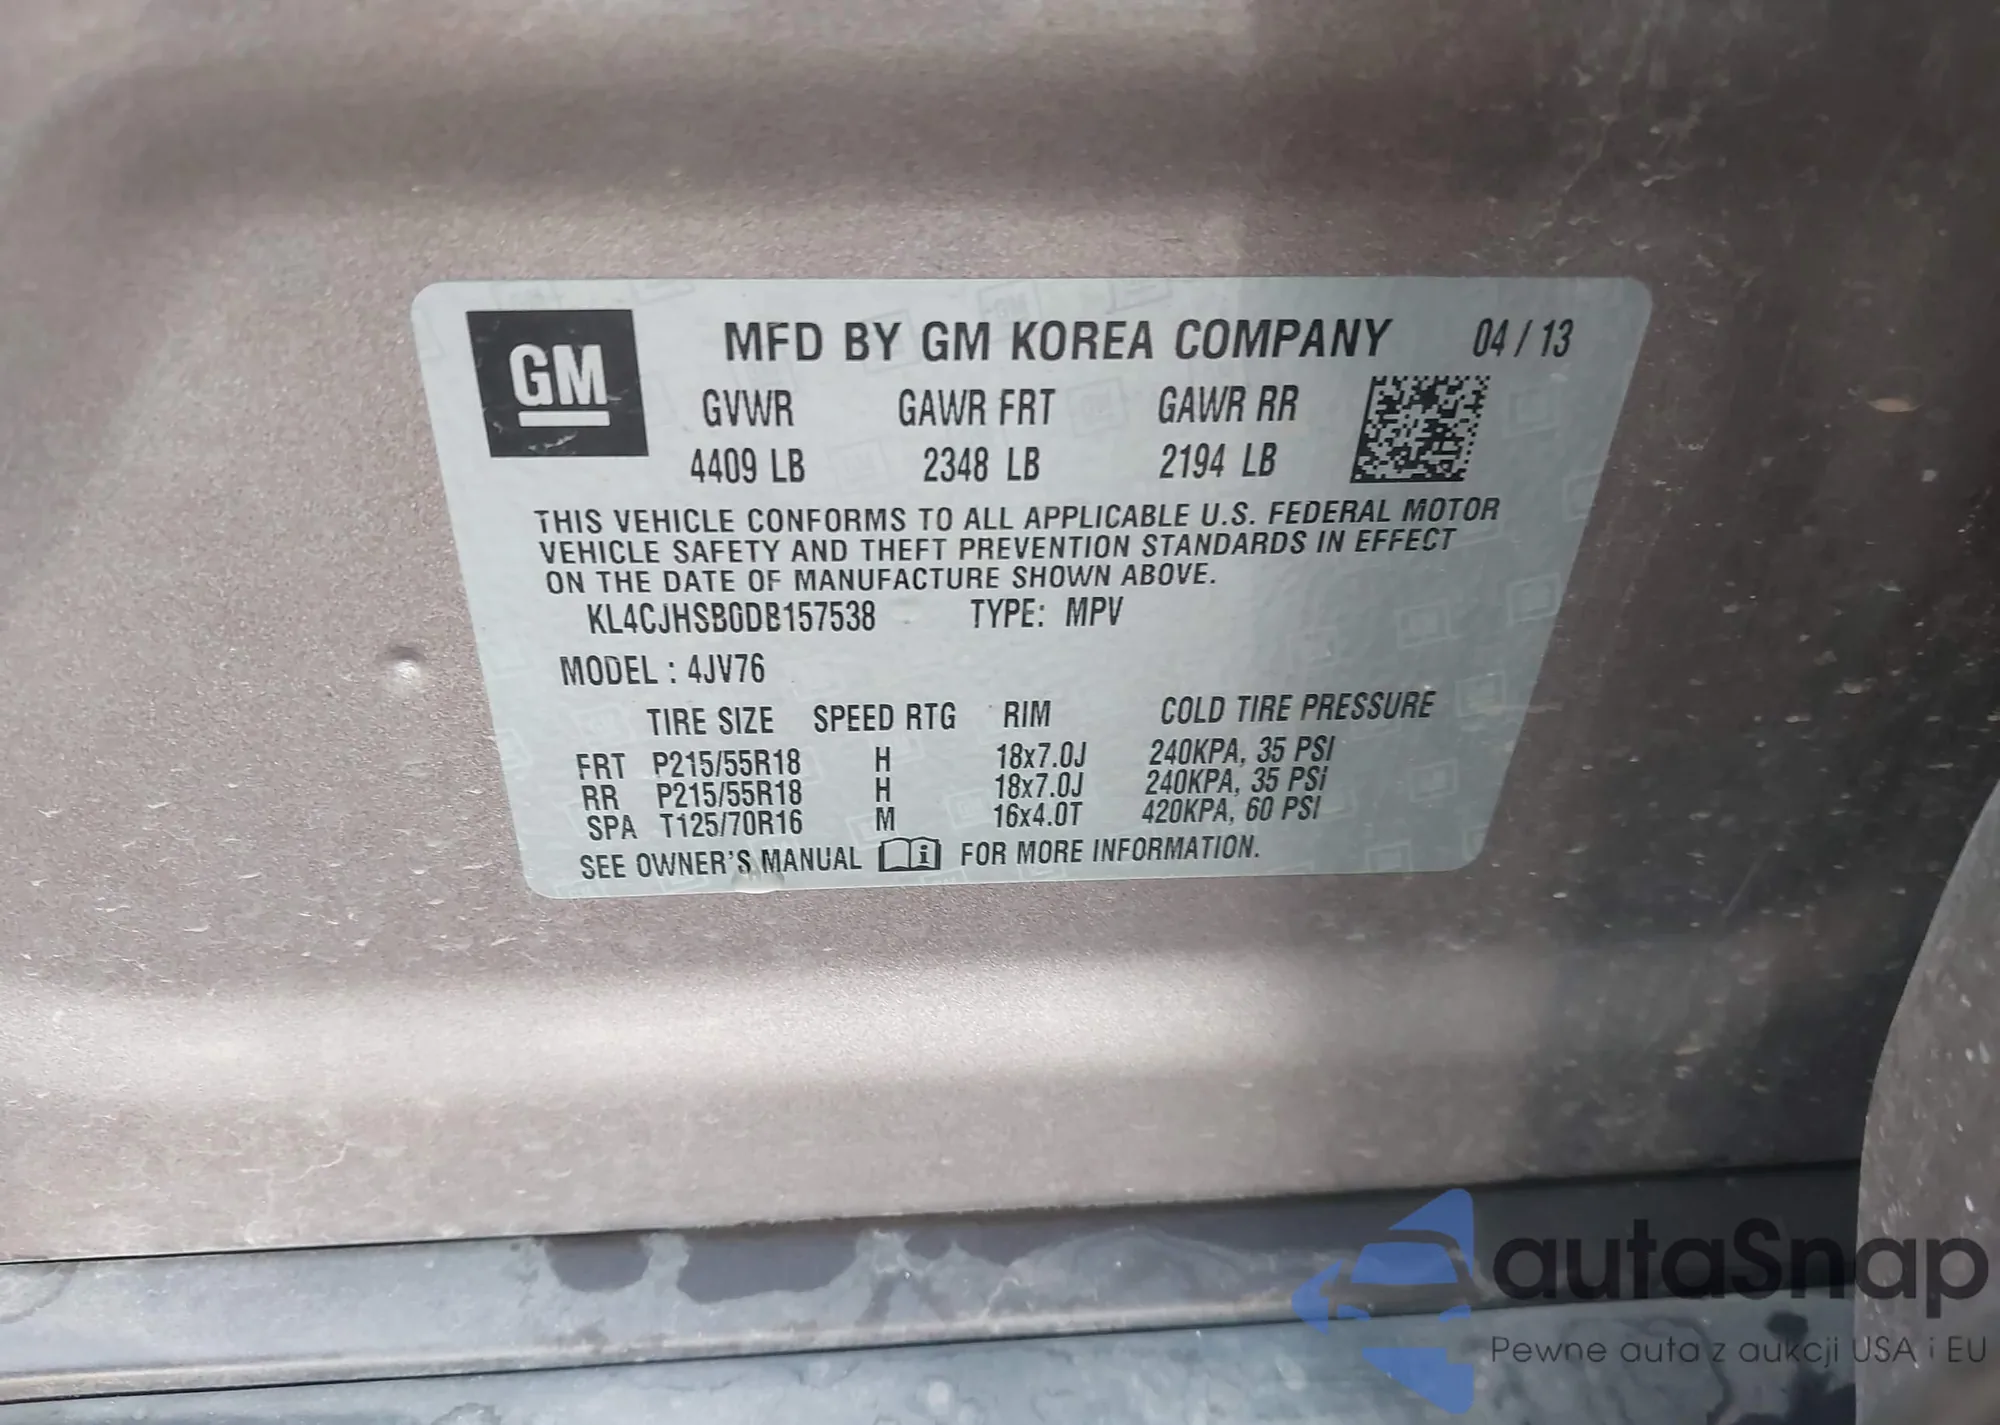 GM
MFD BY GM KOREA COMPANY 04 / 13
GVWR GAWR FRT GAWR RR
4409 LB 2348 LB 2194 LB
THIS VEHICLE CONFORMS TO ALL APPLICABLE U.S. FEDERAL MOTOR
VEHICLE SAFETY AND THEFT PREVENTION STANDARDS IN EFFECT
ON THE DATE OF MANUFACTURE SHOWN ABOVE.
KL4CJHSB0DB157538 TYPE: MPV
MODEL : 4JV76
TIRE SIZE SPEED RTG RIM COLD TIRE PRESSURE
FRT P215/55R18 H 18x7.0J 240KPA, 35 PSI
RR P215/55R18 H 18x7.0J 240KPA, 35 PSI
SPA T125/70R16 M 16x4.0T 420KPA, 60 PSI
SEE OWNER'S MANUAL FOR MORE INFORMATION.
autaSnap
Pewne auta z aukcji USA i EU